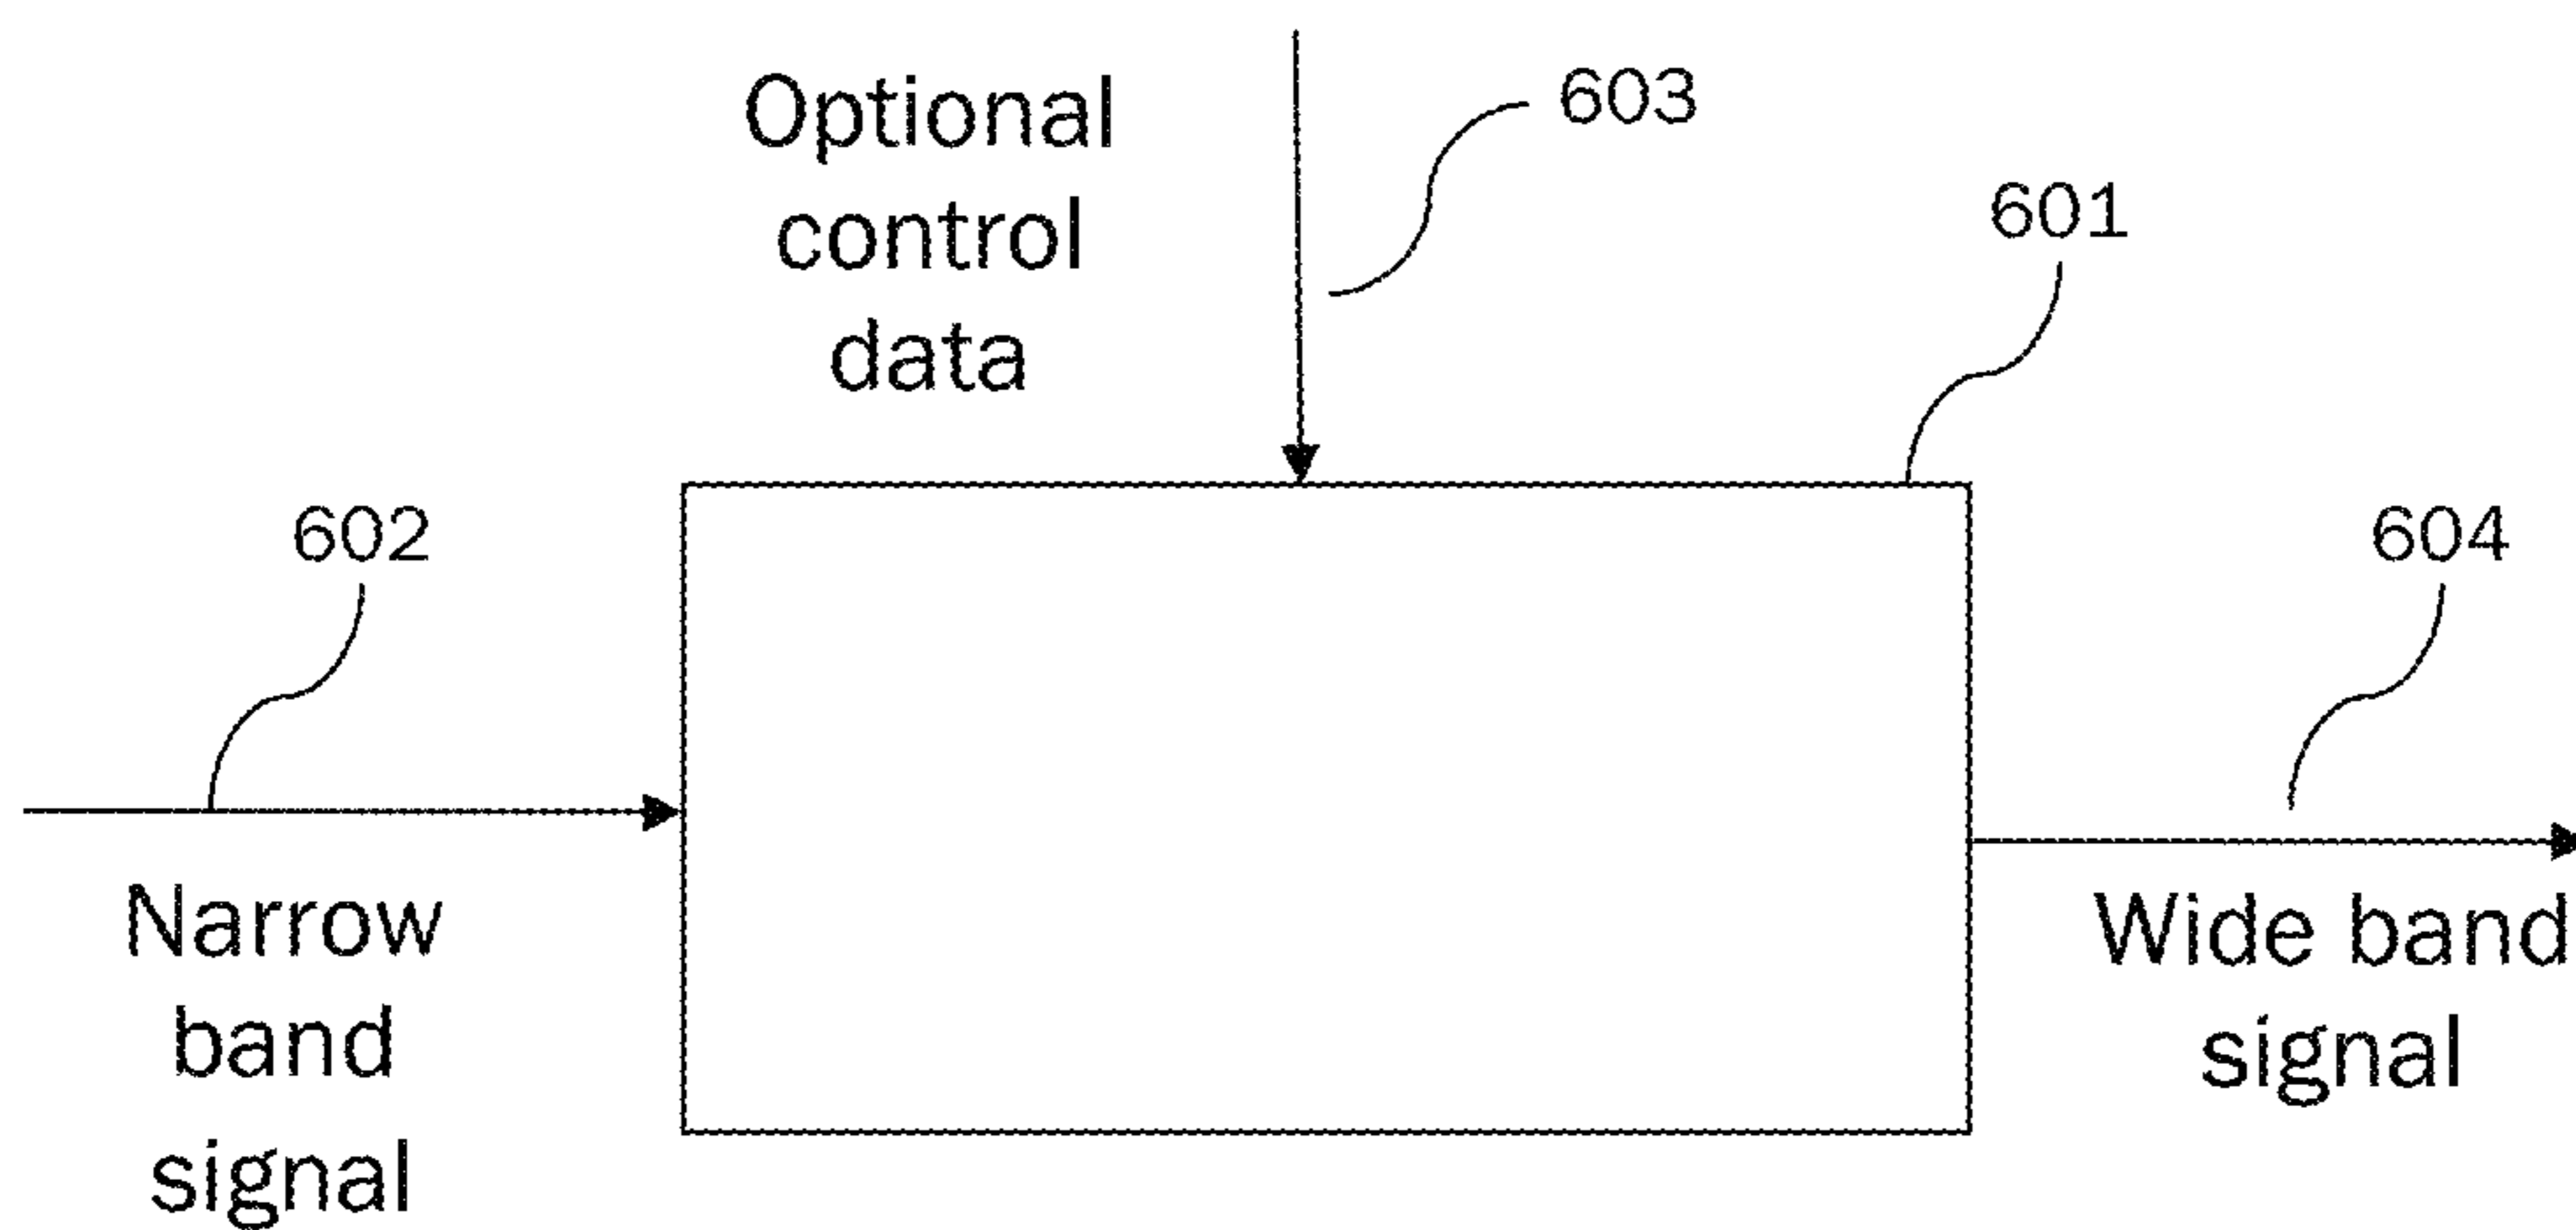 Optional
control
data
603
601
602
604
Narrow
band
signal
Wide band
signal